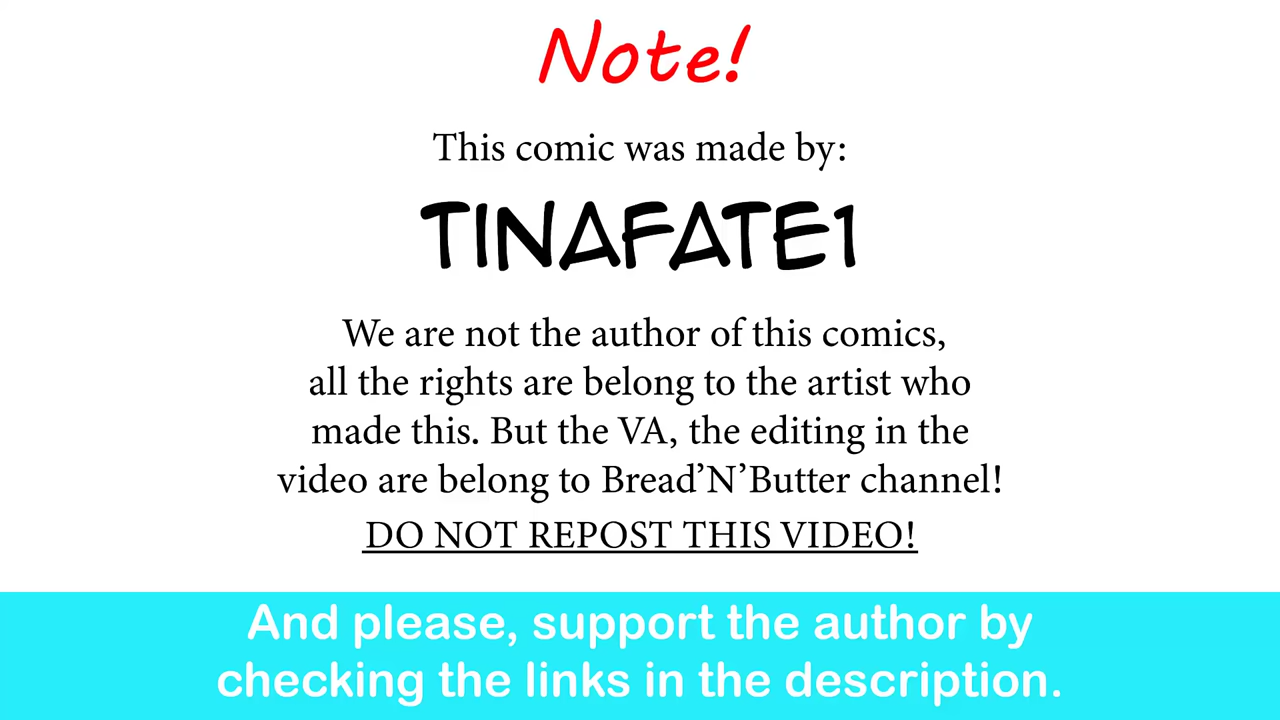 Note!
This comic was made by:
TINAFATE1
We are not the author of this comics,
all the rights are belong to the artist who
made this. But the VA, the editing in the
video are belong to Bread’N’Butter channel!
DO NOT REPOST THIS VIDEO!
And please, support the author by
checking the links in the description.